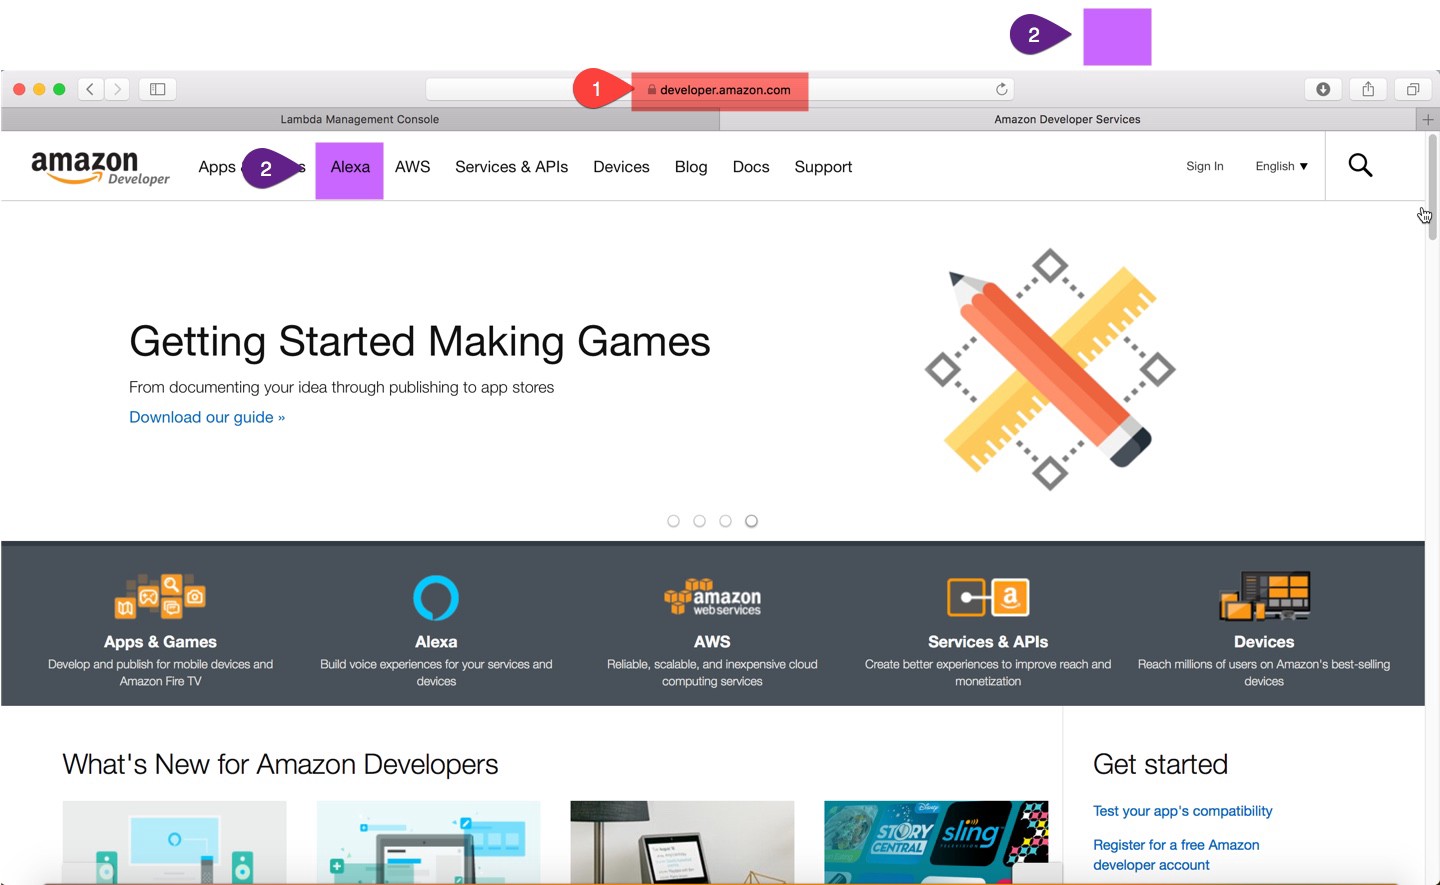 2
1
developer.amazon.com
Lambda Management Console
Amazon Developer Services
amazon
Developer
Apps
2
Alexa
AWS
Services & APIs
Devices
Blog
Docs
Support
Sign In
English
Getting Started Making Games
From documenting your idea through publishing to app stores
Download our guide »
amazon
webservices
a
Apps & Games
Develop and publish for mobile devices and
Amazon Fire TV
Alexa
Build voice experiences for your services and
devices
AWS
Reliable, scalable, and inexpensive cloud
computing services
Services & APIs
Create better experiences to improve reach and
monetization
Devices
Reach millions of users on Amazon's best-selling
devices
What's New for Amazon Developers
Get started
Test your app's compatibility
Register for a free Amazon
developer account
Disney
STORY
CENTRAL
sling
TELEVISION